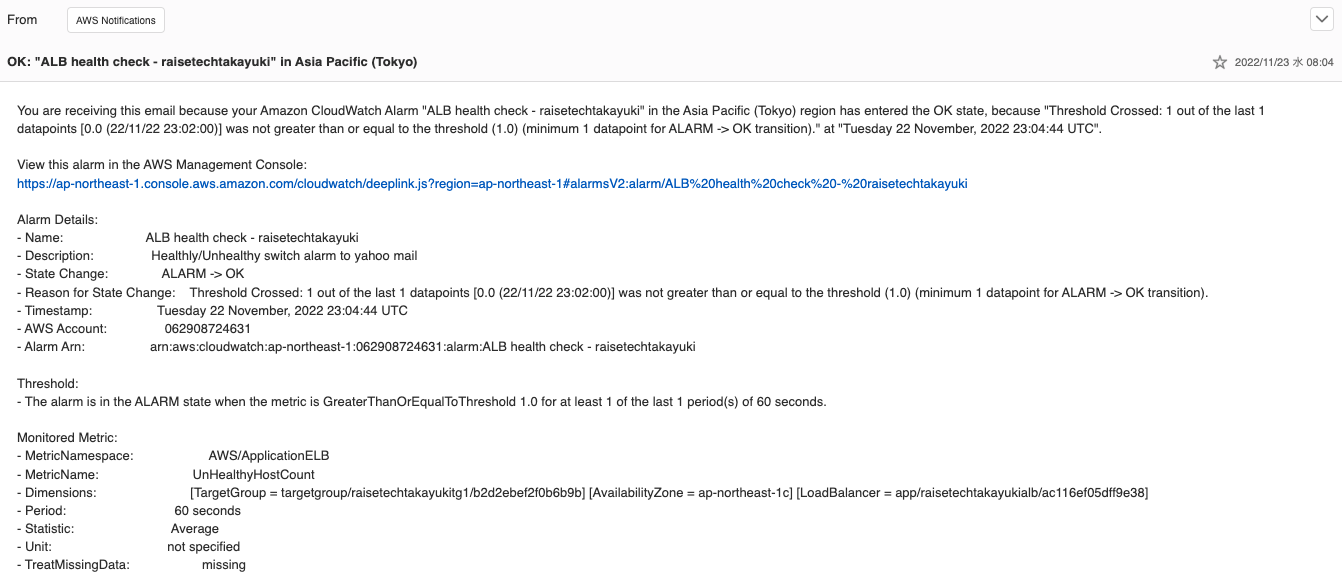 From AWS Notifications
OK: "ALB health check - raisetechtakayuki" in Asia Pacific (Tokyo) 2022/11/23 水 08:04
You are receiving this email because your Amazon CloudWatch Alarm "ALB health check - raisetechtakayuki" in the Asia Pacific (Tokyo) region has entered the OK state, because "Threshold Crossed: 1 out of the last 1
datapoints [0.0 (22/11/22 23:02:00)] was not greater than or equal to the threshold (1.0) (minimum 1 datapoint for ALARM -> OK transition)." at "Tuesday 22 November, 2022 23:04:44 UTC".
View this alarm in the AWS Management Console:
https://ap-northeast-1.console.aws.amazon.com/cloudwatch/deeplink.js?region=ap-northeast-1#alarmsV2:alarm/ALB%20health%20check%20-%20raisetechtakayuki
Alarm Details:
- Name: ALB health check - raisetechtakayuki
- Description: Healthly/Unhealthy switch alarm to yahoo mail
- State Change: ALARM -> OK
- Reason for State Change: Threshold Crossed: 1 out of the last 1 datapoints [0.0 (22/11/22 23:02:00)] was not greater than or equal to the threshold (1.0) (minimum 1 datapoint for ALARM -> OK transition).
- Timestamp: Tuesday 22 November, 2022 23:04:44 UTC
- AWS Account: 062908724631
- Alarm Arn: arn:aws:cloudwatch:ap-northeast-1:062908724631:alarm:ALB health check - raisetechtakayuki
Threshold:
- The alarm is in the ALARM state when the metric is GreaterThanOrEqualToThreshold 1.0 for at least 1 of the last 1 period(s) of 60 seconds.
Monitored Metric:
- MetricNamespace: AWS/ApplicationELB
- MetricName: UnHealthyHostCount
- Dimensions: [TargetGroup = targetgroup/raisetechtakayukitg1/b2d2ebef2f0b6b9b] [AvailabilityZone = ap-northeast-1c] [LoadBalancer = app/raisetechtakayukialb/ac116ef05dff9e38]
- Period: 60 seconds
- Statistic: Average
- Unit: not specified
- TreatMissingData: missing